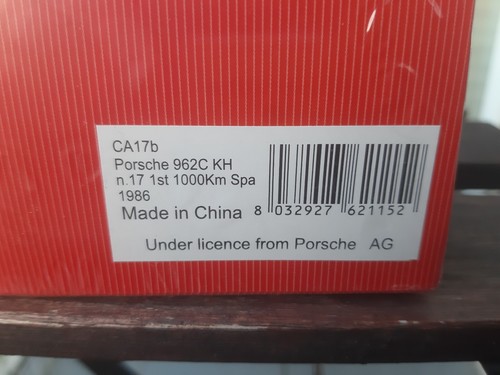 CA17b
Porsche 962C KH
n.17 1st 1000Km Spa
1986
Made in China
8 032927 621152
Under licence from Porsche AG